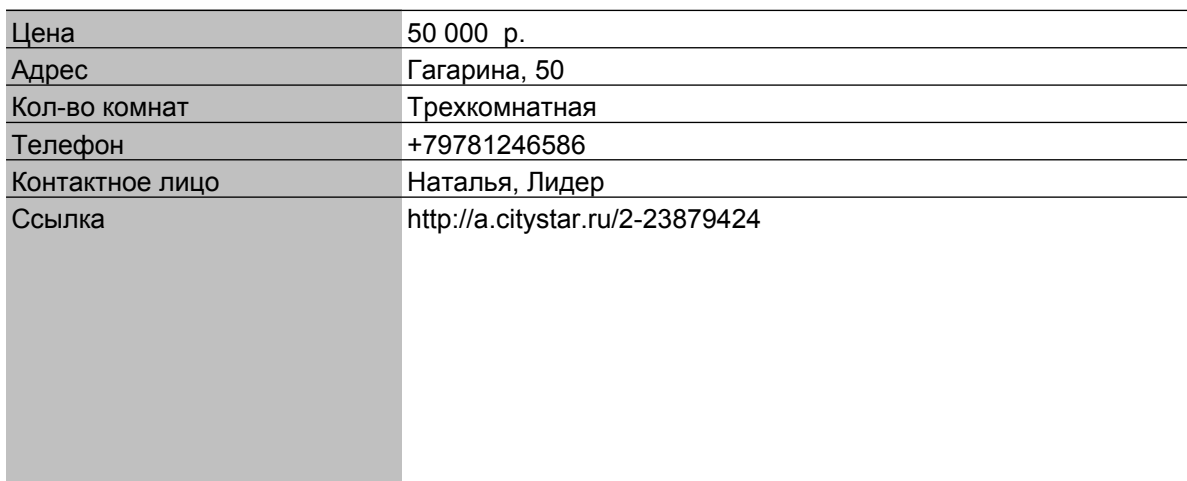 Цена 50 000 р.
Адрес Гагарина, 50
Кол-во комнат Трехкомнатная
Телефон +79781246586
Контактное лицо Наталья, Лидер
Ссылка http://a.citystar.ru/2-23879424